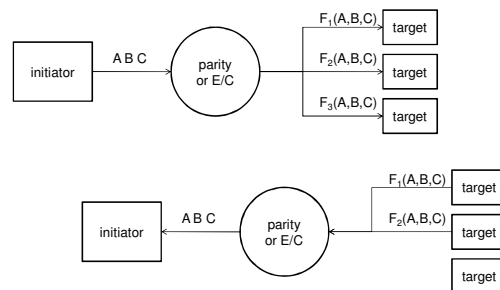 F₁(A,B,C)
target
initiator
A B C
parity
or E/C
F₂(A,B,C)
target
F₃(A,B,C)
target
F₁(A,B,C)
target
initiator
A B C
parity
or E/C
F₂(A,B,C)
target
target